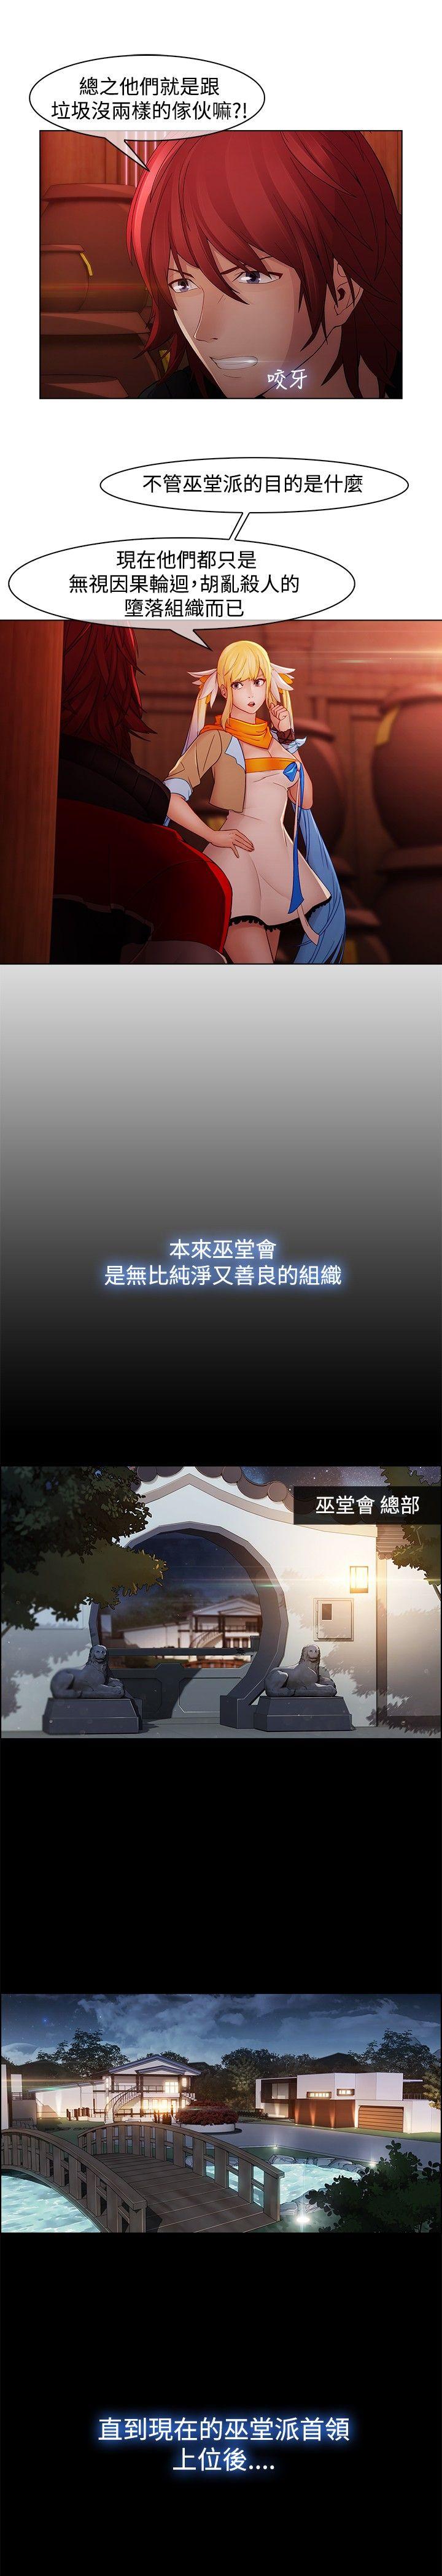 總之他們就是跟
垃圾沒兩樣的傢伙嘛?!
咬牙
不管巫堂派的目的是什麼
現在他們都只是
無視因果輪迴,胡亂殺人的
墮落組織而已
本來巫堂會
是無比純淨又善良的組織
巫堂會 總部
直到現在的巫堂派首領
上位後....